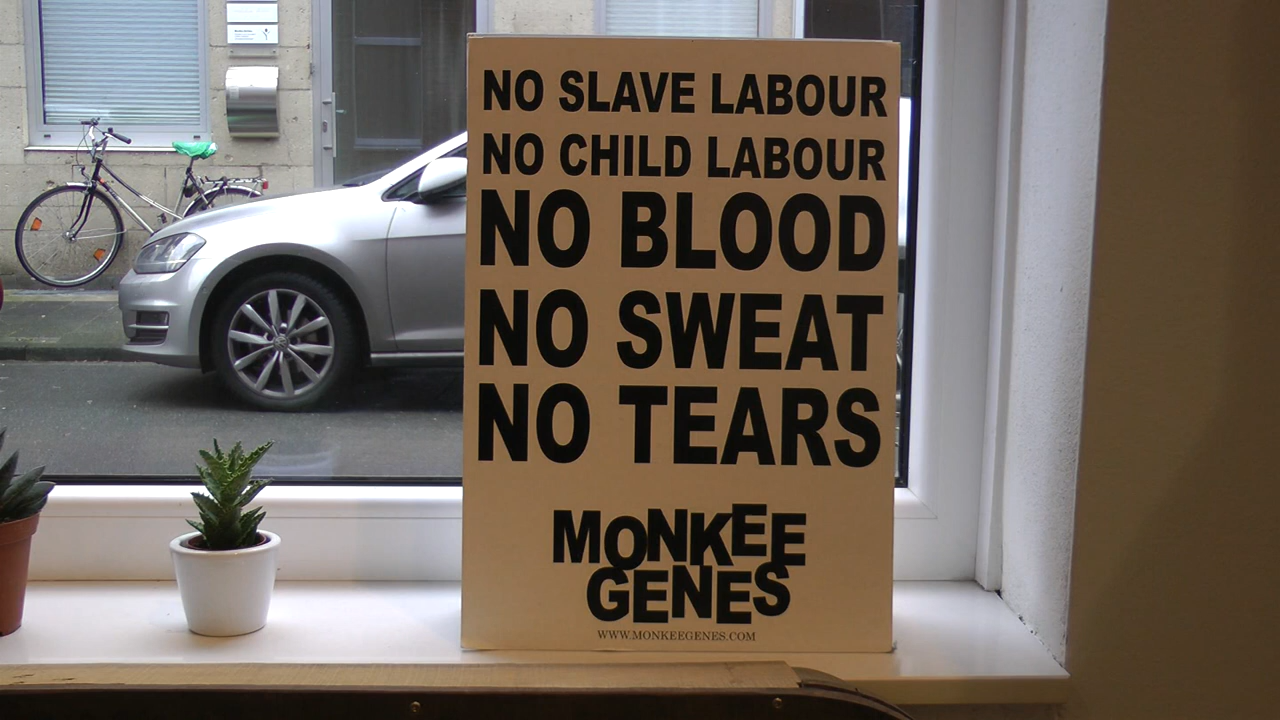 NO SLAVE LABOUR
NO CHILD LABOUR
NO BLOOD
NO SWEAT
NO TEARS
MONKEE
GENES
WWW.MONKEEGENES.COM